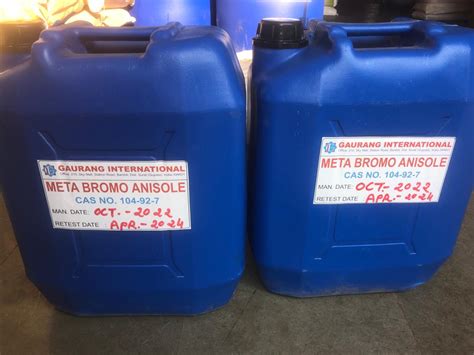 GAURANG INTERNATIONAL
META BROMO ANISOLE
CAS NO. 104-92-7
MAN. DATE: OCT.-2022
RETEST DATE: APR.-2024
GAURANG INTERNATIONAL
META BROMO ANISOLE
CAS NO. 104-92-7
MAN. DATE: OCT.-2022
RETEST DATE: APR.-2024